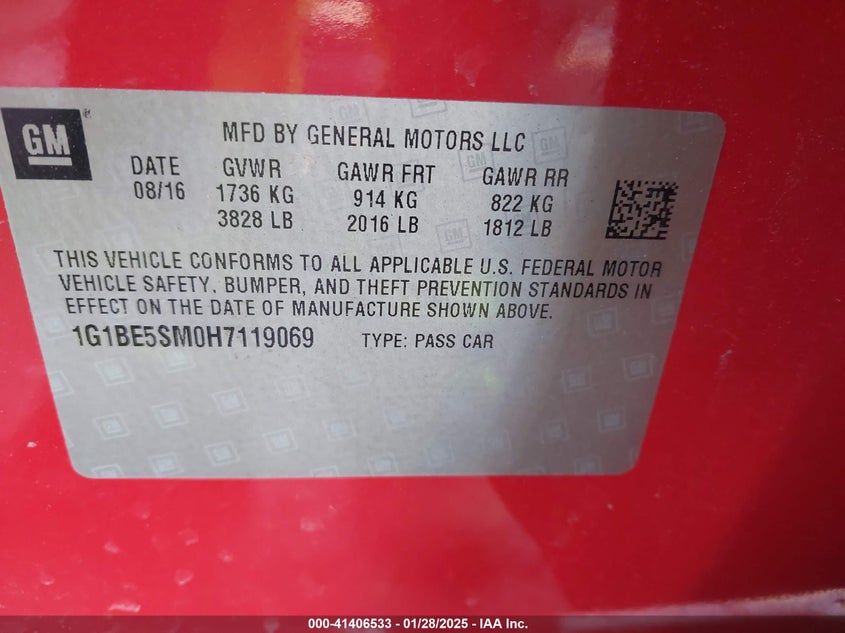 GM
MFD BY GENERAL MOTORS LLC
DATE GVWR GAWR FRT GAWR RR
08/16 1736 KG 914 KG 822 KG
3828 LB 2016 LB 1812 LB
THIS VEHICLE CONFORMS TO ALL APPLICABLE U.S. FEDERAL MOTOR
VEHICLE SAFETY, BUMPER, AND THEFT PREVENTION STANDARDS IN
EFFECT ON THE DATE OF MANUFACTURE SHOWN ABOVE.
1G1BE5SM0H7119069 TYPE: PASS CAR
000-41406533 - 01/28/2025 - IAA Inc.